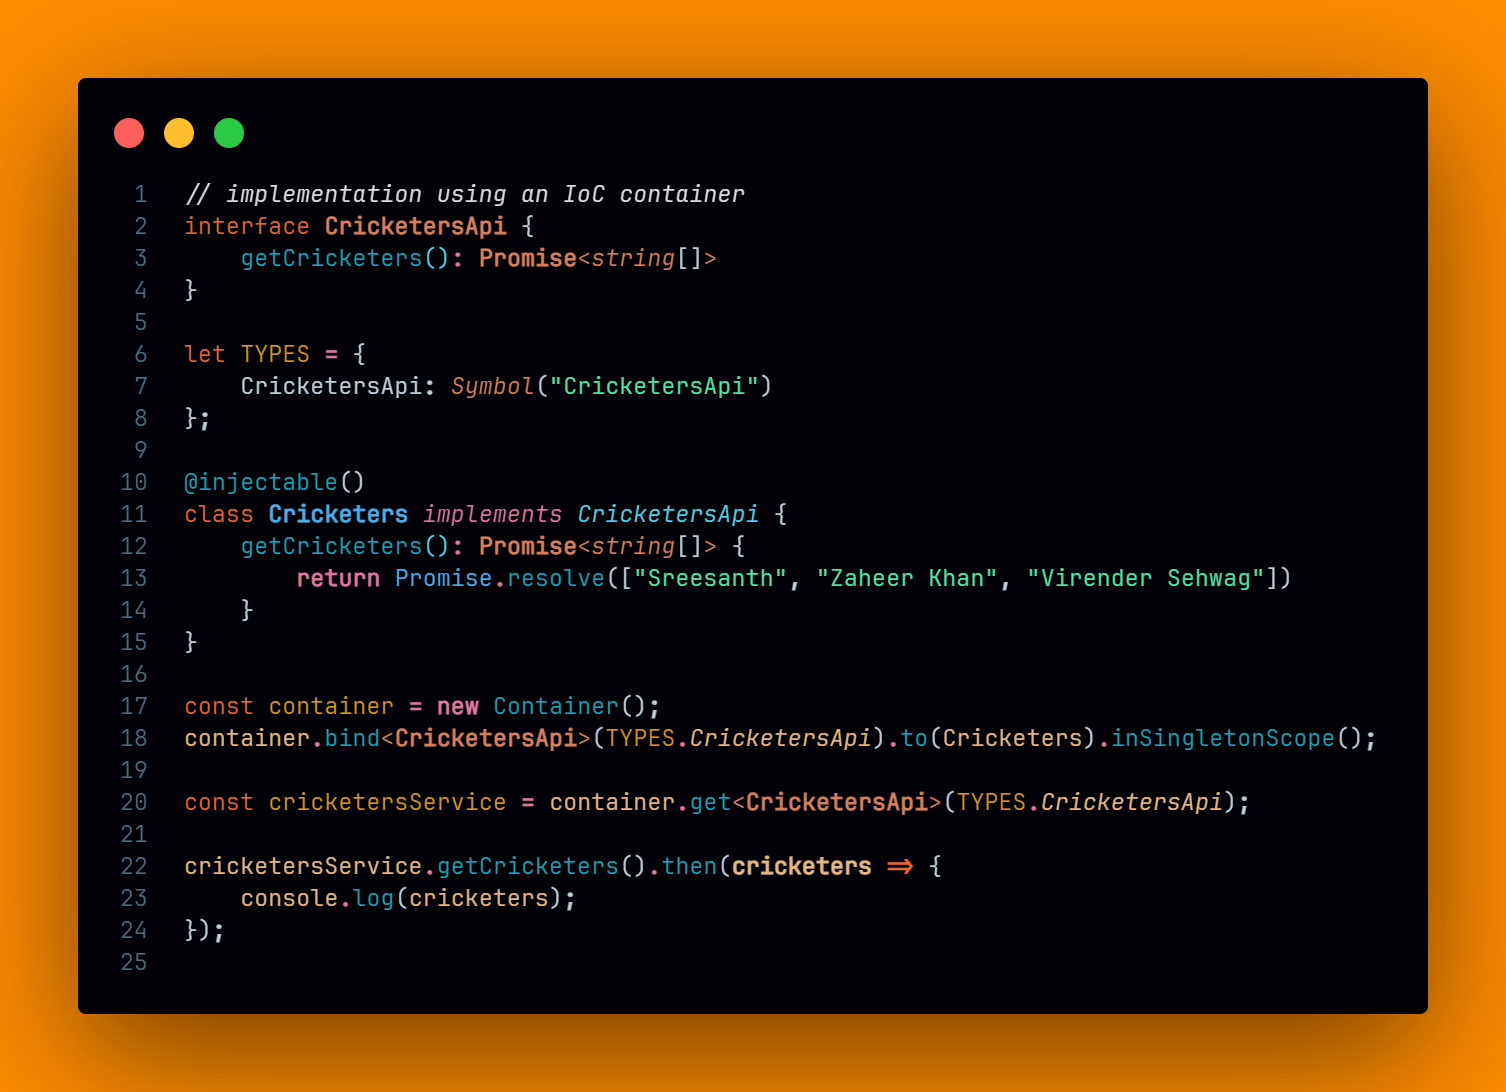 1 // implementation using an IoC container
2 interface CricketersApi {
3     getCricketers(): Promise<string[]>
4 }
5
6 let TYPES = {
7     CricketersApi: Symbol("CricketersApi")
8 };
9
10 @injectable()
11 class Cricketers implements CricketersApi {
12     getCricketers(): Promise<string[]> {
13         return Promise.resolve(["Sreesanth", "Zaheer Khan", "Virender Sehwag"])
14     }
15 }
16
17 const container = new Container();
18 container.bind<CricketersApi>(TYPES.CricketersApi).to(Cricketers).inSingletonScope();
19
20 const cricketersService = container.get<CricketersApi>(TYPES.CricketersApi);
21
22 cricketersService.getCricketers().then(cricketers => {
23     console.log(cricketers);
24 });
25